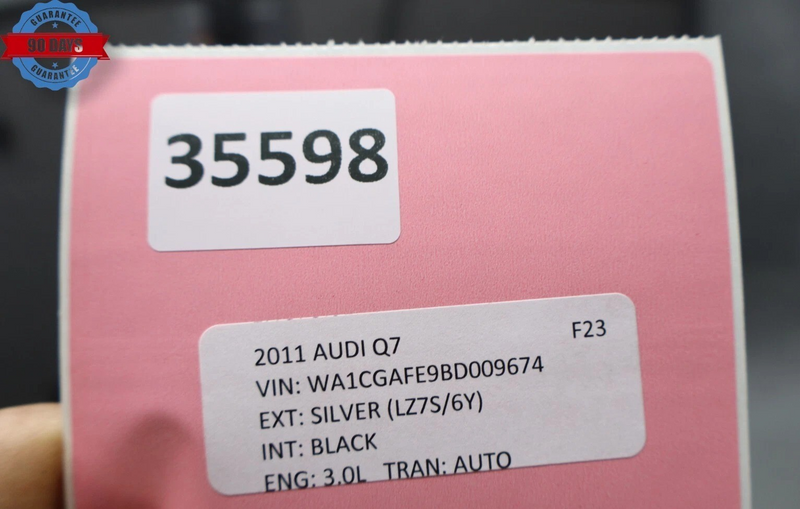 GUARANTEE
90 DAYS
GUARANTEE
35598
2011 AUDI Q7 F23
VIN: WA1CGAFE9BD009674
EXT: SILVER (LZ7S/6Y)
INT: BLACK
ENG: 3.0L TRAN: AUTO